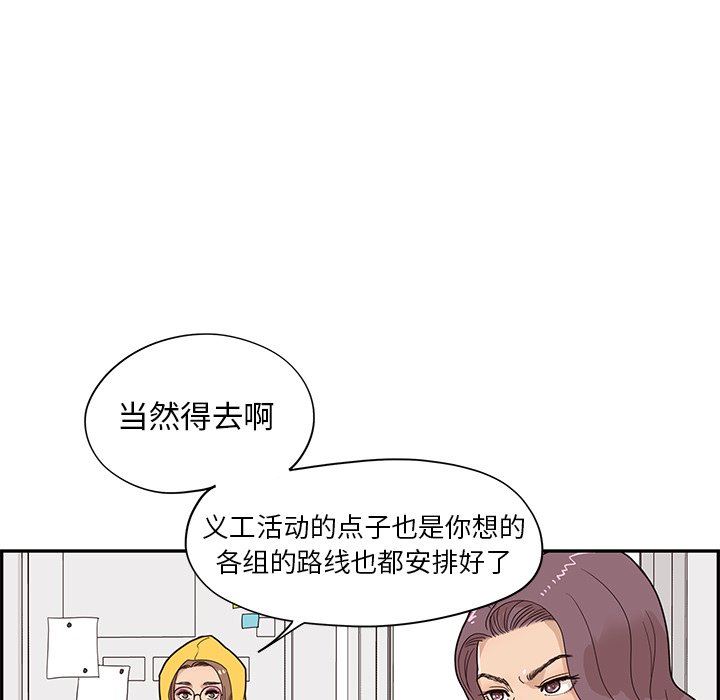 当然得去啊
义工活动的点子也是你想的
各组的路线也都安排好了